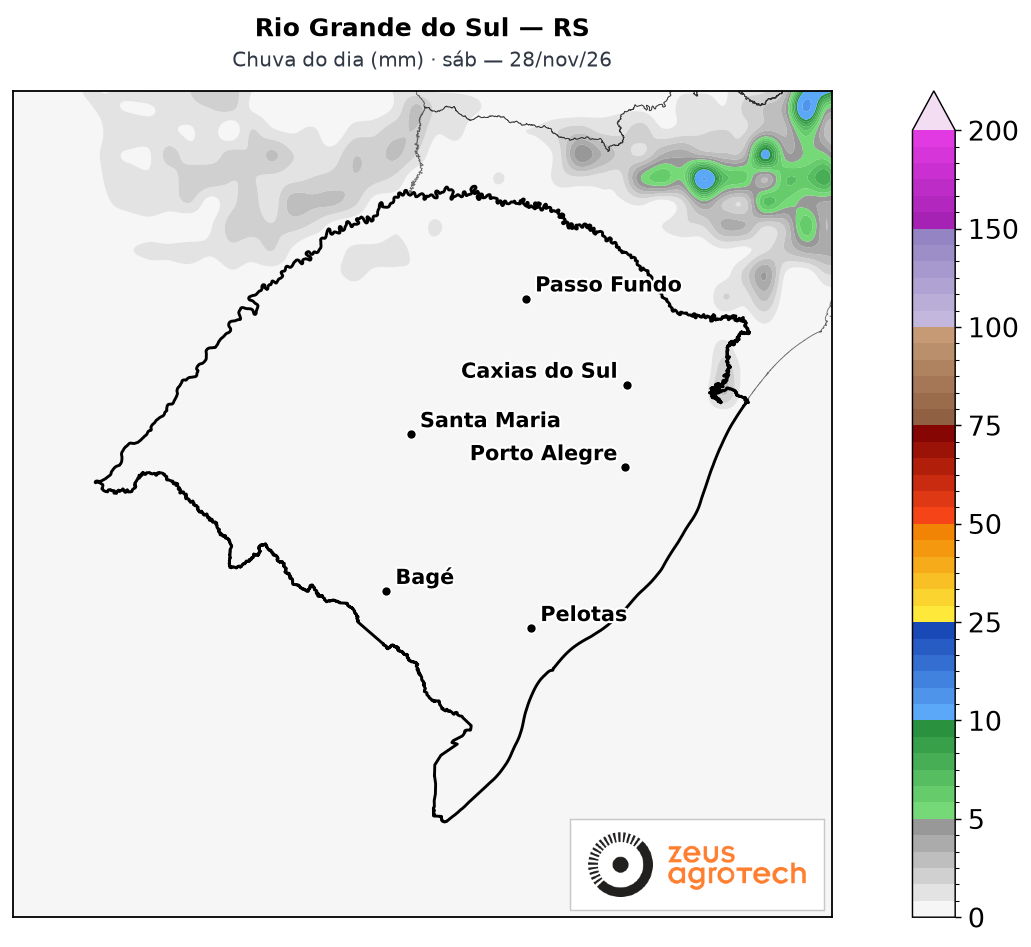 Rio Grande do Sul — RS
Chuva do dia (mm) · sáb — 28/nov/26
200
150
100
75
50
25
10
5
0
Passo Fundo
Caxias do Sul
Santa Maria
Porto Alegre
Bagé
Pelotas
zeus
agrotech